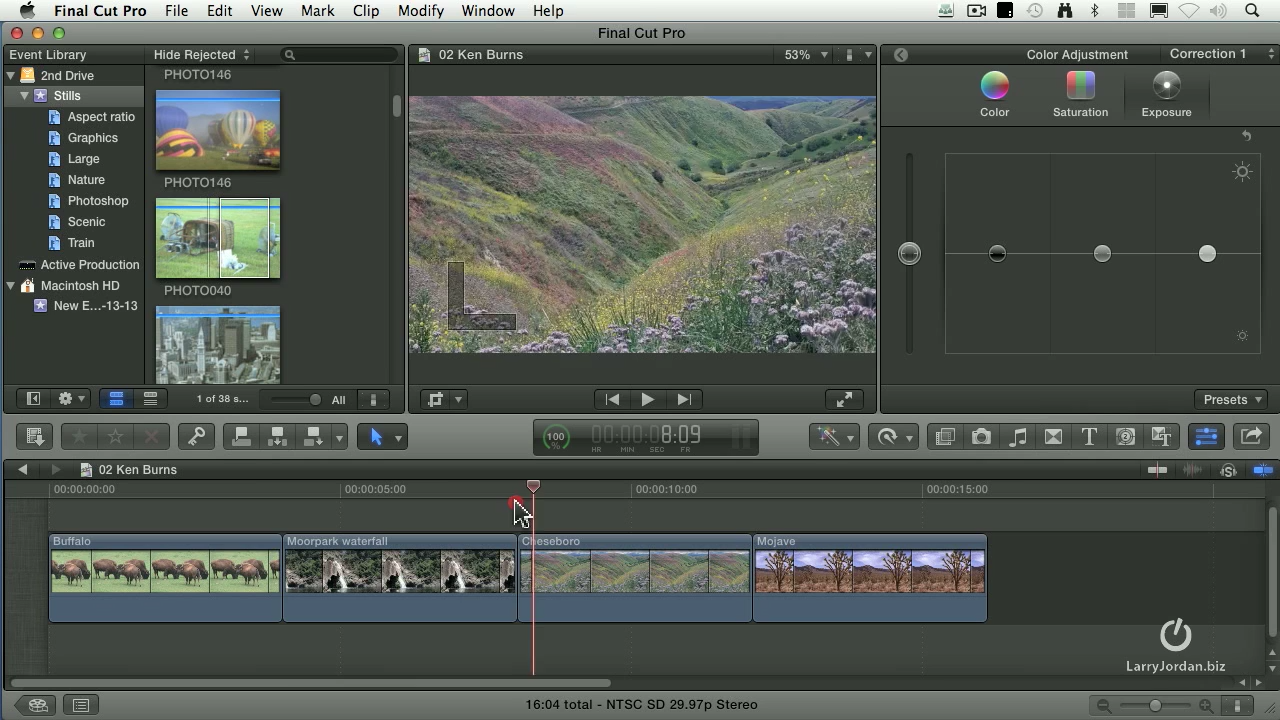 Final Cut Pro File Edit View Mark Clip Modify Window Help
Final Cut Pro
Event Library
Hide Rejected
02 Ken Burns
53%
Color Adjustment
Correction 1
2nd Drive
Stills
Aspect ratio
Graphics
Large
Nature
Photoshop
Scenic
Train
Active Production
Macintosh HD
New E...-13-13
PHOTO146
PHOTO146
PHOTO040
Color
Saturation
Exposure
1 of 38 s...
All
Presets
100
%
00:00:08:09
HR MIN SEC FR
02 Ken Burns
00:00:00:00
00:00:05:00
00:00:10:00
00:00:15:00
Buffalo
Moorpark waterfall
Cheseboro
Mojave
LarryJordan.biz
16:04 total - NTSC SD 29.97p Stereo